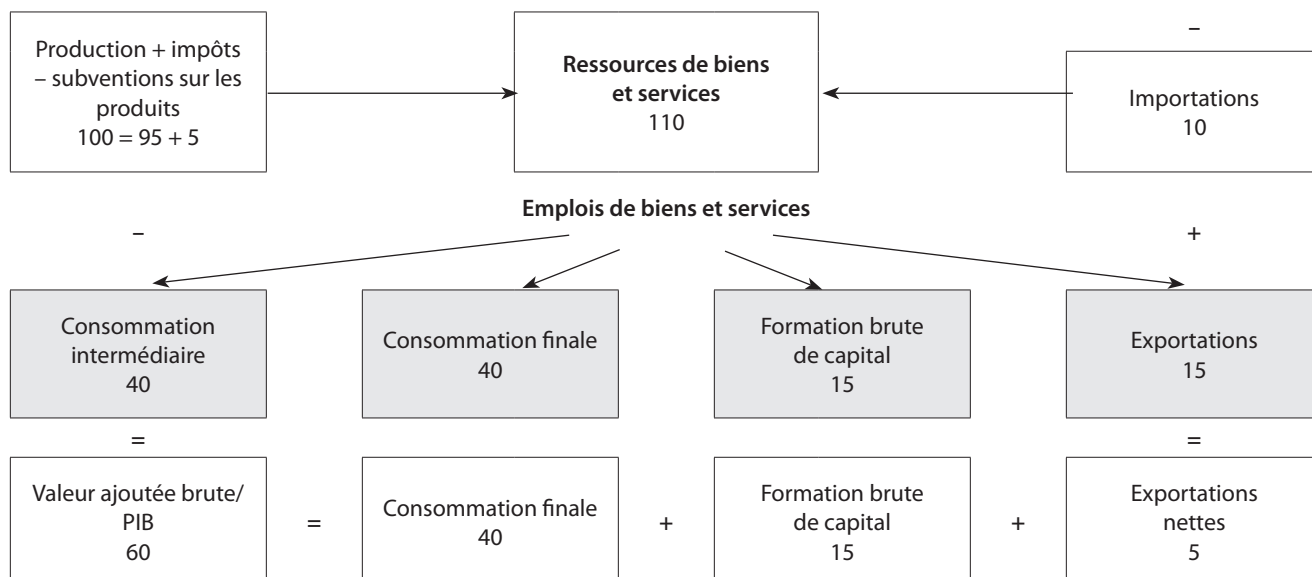 Production + impôts
– subventions sur les
produits
100 = 95 + 5
Ressources de biens
et services
110
–
Importations
10
Emplois de biens et services
–
+
Consommation
intermédiaire
40
Consommation finale
40
Formation brute
de capital
15
Exportations
15
=
=
Valeur ajoutée brute/
PIB
60
=
Consommation finale
40
+
Formation brute
de capital
15
+
Exportations
nettes
5